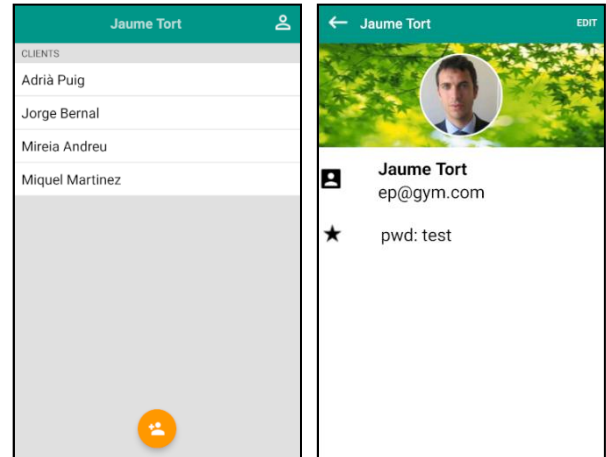 Jaume Tort
CLIENTS
Adrià Puig
Jorge Bernal
Mireia Andreu
Miquel Martinez
Jaume Tort
EDIT
Jaume Tort
ep@gym.com
pwd: test